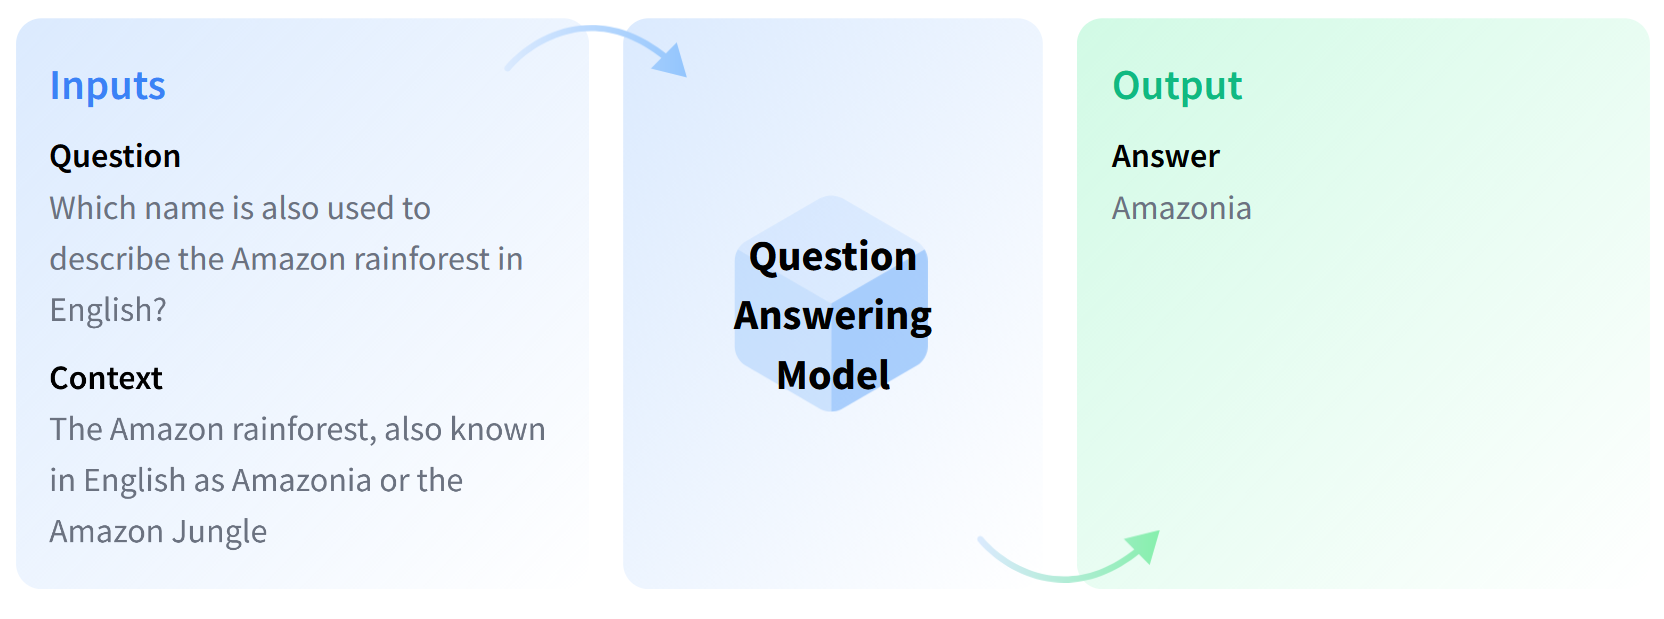 Inputs
Question
Which name is also used to
describe the Amazon rainforest in
English?
Context
The Amazon rainforest, also known
in English as Amazonia or the
Amazon Jungle
Question
Answering
Model
Output
Answer
Amazonia